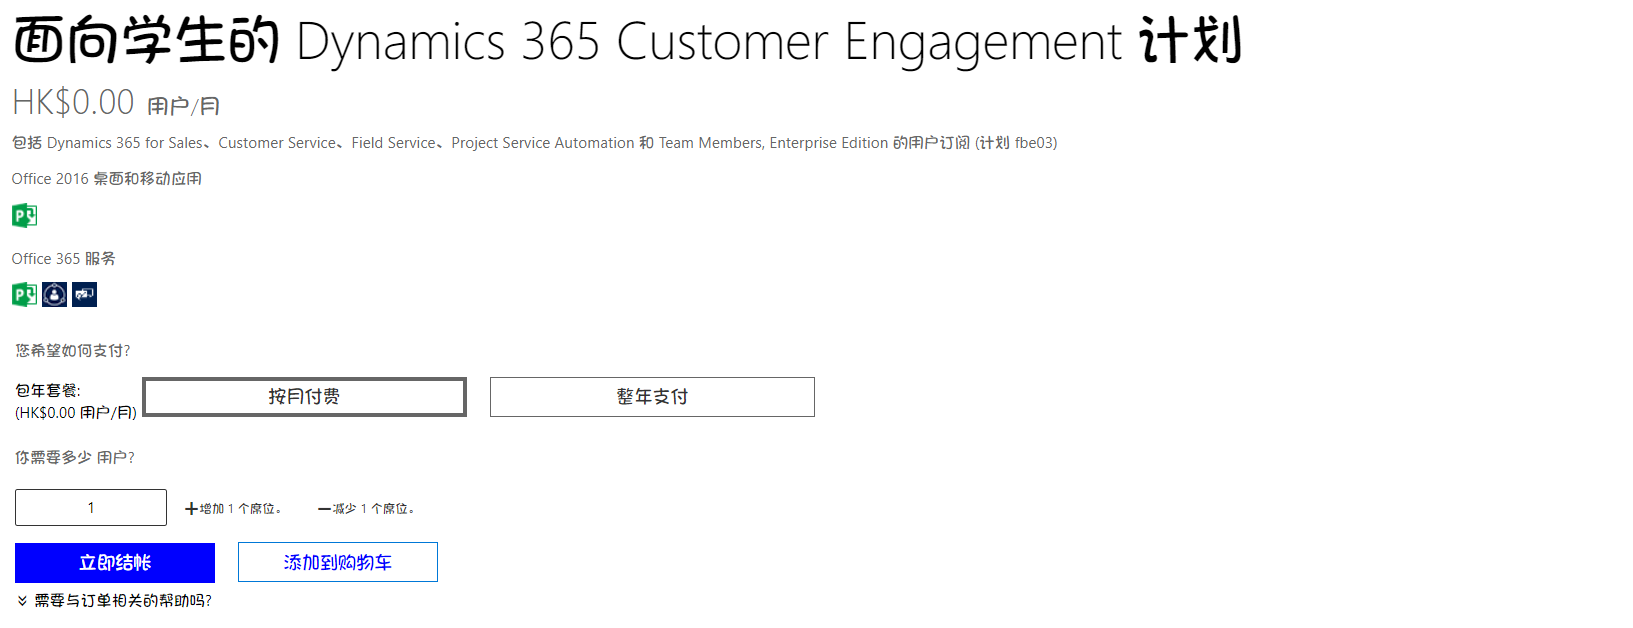 面向学生的 Dynamics 365 Customer Engagement 计划
HK$0.00 用户/月
包括 Dynamics 365 for Sales、Customer Service、Field Service、Project Service Automation 和 Team Members, Enterprise Edition 的用户订阅 (计划 fbe03)
Office 2016 桌面和移动应用
Office 365 服务
您希望如何支付?
包年套餐: 按月付费 整年支付
(HK$0.00 用户/月)
你需要多少 用户?
1 +增加 1 个席位。 —减少 1 个席位。
立即结帐 添加到购物车
需要与订单相关的帮助吗?